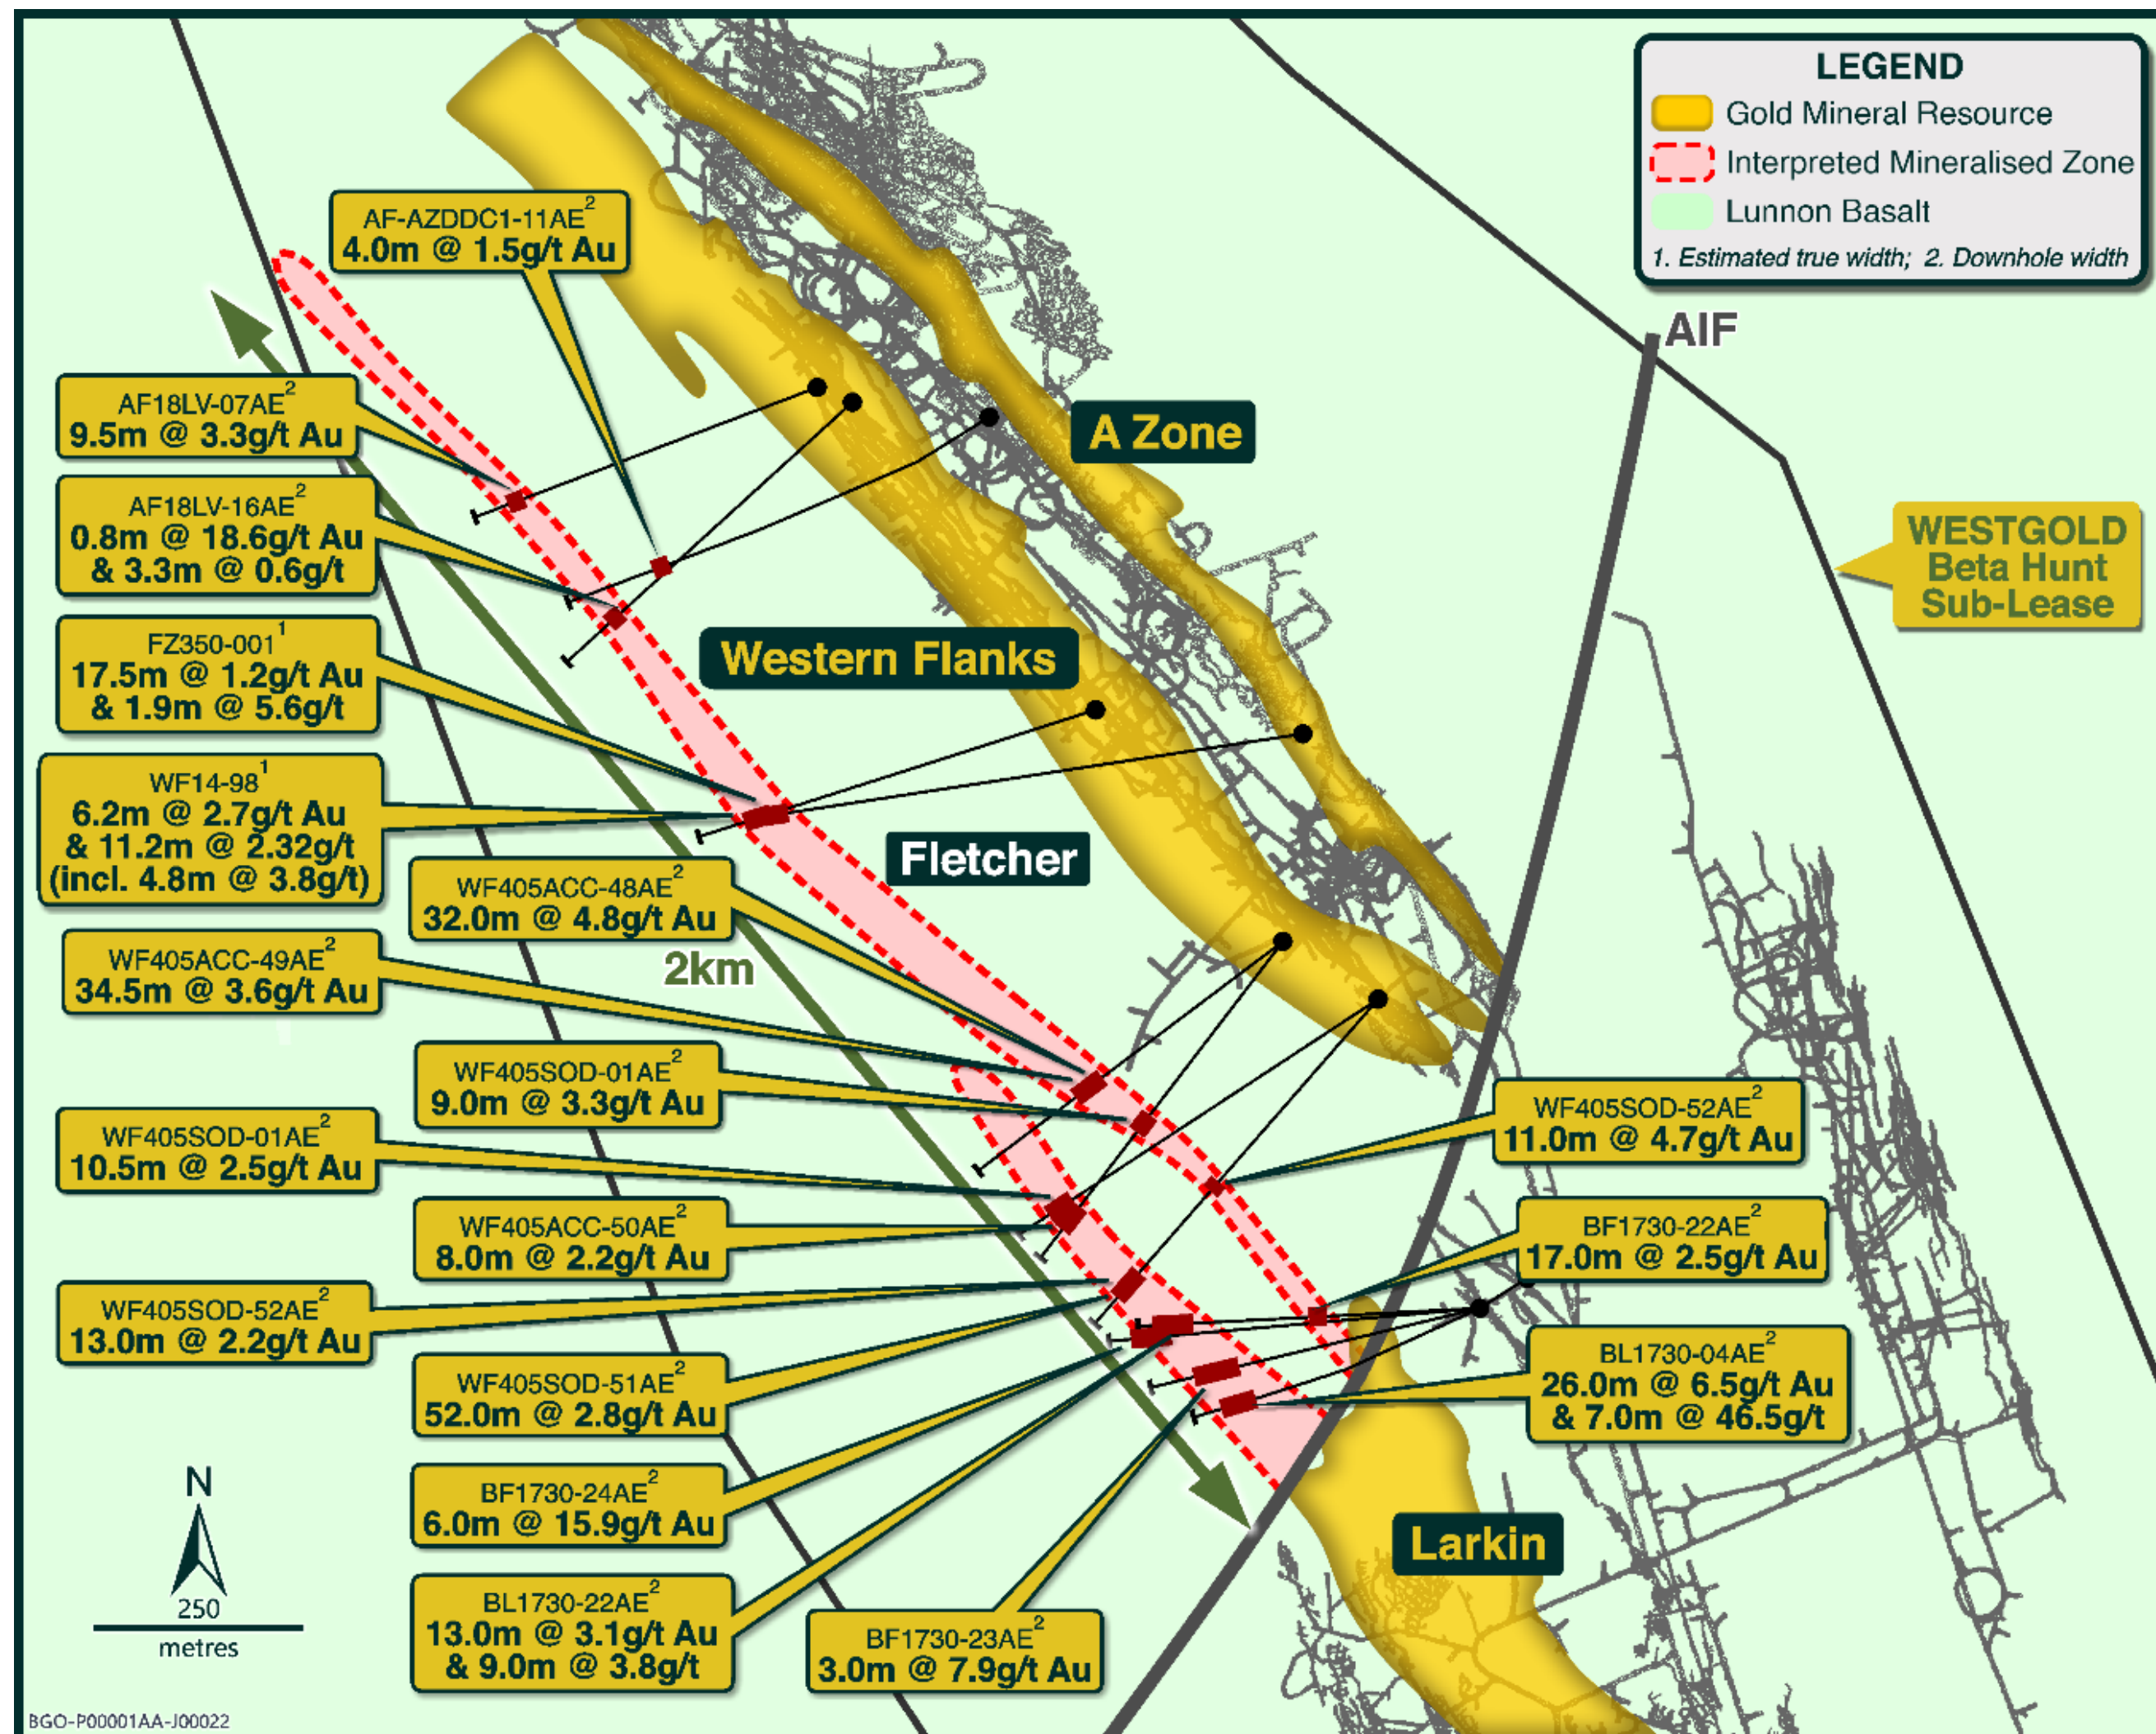 LEGEND
Gold Mineral Resource
Interpreted Mineralised Zone
Lunnon Basalt
1. Estimated true width; 2. Downhole width
AF-AZDDC1-11AE²
4.0m @ 1.5g/t Au
AIF
AF18LV-07AE²
9.5m @ 3.3g/t Au
A Zone
AF18LV-16AE²
0.8m @ 18.6g/t Au
& 3.3m @ 0.6g/t
WESTGOLD
Beta Hunt
Sub-Lease
FZ350-001¹
17.5m @ 1.2g/t Au
& 1.9m @ 5.6g/t
Western Flanks
WF14-98¹
6.2m @ 2.7g/t Au
& 11.2m @ 2.32g/t
(incl. 4.8m @ 3.8g/t)
Fletcher
WF405ACC-48AE²
32.0m @ 4.8g/t Au
WF405ACC-49AE²
34.5m @ 3.6g/t Au
2km
WF405SOD-01AE²
9.0m @ 3.3g/t Au
WF405SOD-52AE²
11.0m @ 4.7g/t Au
WF405SOD-01AE²
10.5m @ 2.5g/t Au
WF405ACC-50AE²
8.0m @ 2.2g/t Au
BF1730-22AE²
17.0m @ 2.5g/t Au
WF405SOD-52AE²
13.0m @ 2.2g/t Au
BL1730-04AE²
26.0m @ 6.5g/t Au
& 7.0m @ 46.5g/t
WF405SOD-51AE²
52.0m @ 2.8g/t Au
BF1730-24AE²
6.0m @ 15.9g/t Au
Larkin
BL1730-22AE²
13.0m @ 3.1g/t Au
& 9.0m @ 3.8g/t
BF1730-23AE²
3.0m @ 7.9g/t Au
N
250
metres
BGO-P00001AA-J00022